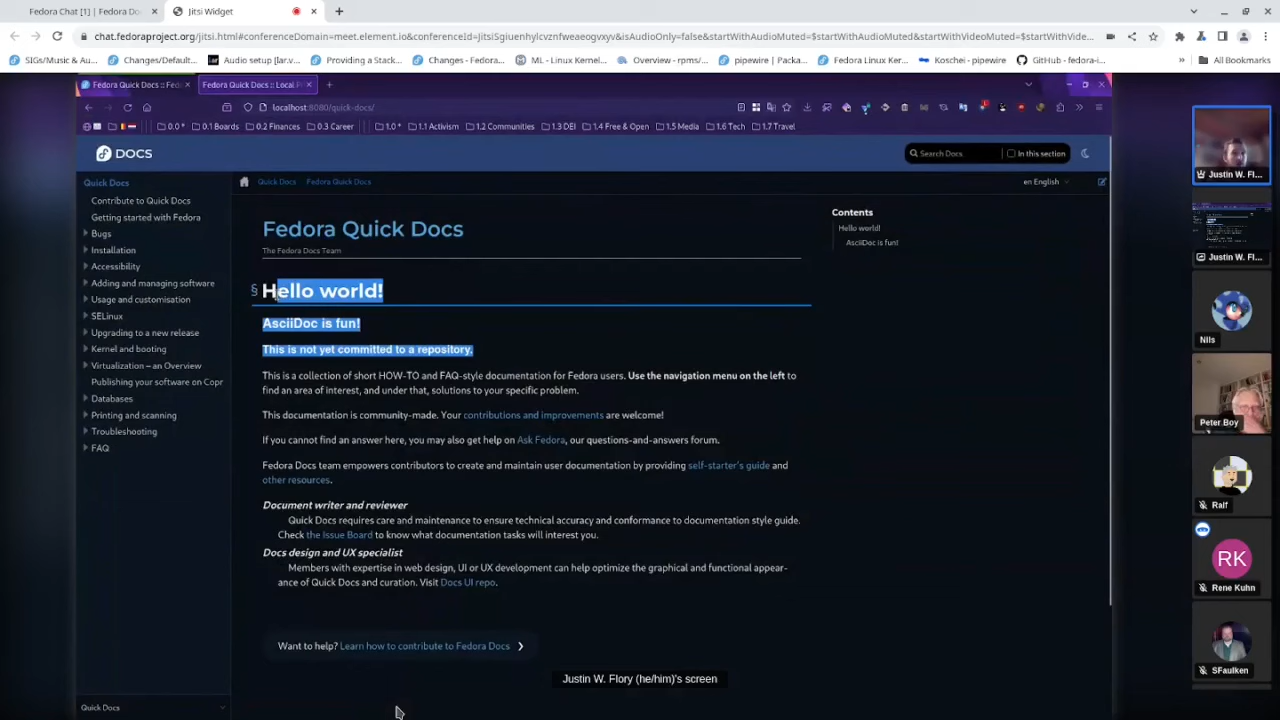 Fedora Chat [1] | Fedora Do
Jitsi Widget
chat.fedoraproject.org/jitsi.html#conferenceDomain=meet.element.io&conferenceId=JitsiSgiuenhylcvznfweaeogvxyv&isAudioOnly=false&startWithAudioMuted=$startWithAudioMuted&startWithVideoMuted=$startWithVide...
SIGs/Music & Au...
Changes/Default...
Audio setup [lar.v...
Providing a Stack...
Changes - Fedora...
ML - Linux Kernel...
Overview - rpms/...
pipewire | Packa...
Fedora Linux Ker...
Koschei - pipewire
GitHub - fedora-i...
All Bookmarks
Fedora Quick Docs :: Fed
Fedora Quick Docs :: Local P
localhost:8080/quick-docs/
0.0 *
0.1 Boards
0.2 Finances
0.3 Career
1.0 *
1.1 Activism
1.2 Communities
1.3 DEI
1.4 Free & Open
1.5 Media
1.6 Tech
1.7 Travel
DOCS
Search Docs
In this section
Quick Docs
Contribute to Quick Docs
Getting started with Fedora
Bugs
Installation
Accessibility
Adding and managing software
Usage and customisation
SELinux
Upgrading to a new release
Kernel and booting
Virtualization – an Overview
Publishing your software on Copr
Databases
Printing and scanning
Troubleshooting
FAQ
Quick Docs
Quick Docs
Fedora Quick Docs
en English
Fedora Quick Docs
The Fedora Docs Team
§ Hello world!
AsciiDoc is fun!
This is not yet committed to a repository.
This is a collection of short HOW-TO and FAQ-style documentation for Fedora users. Use the navigation menu on the left to
find an area of interest, and under that, solutions to your specific problem.
This documentation is community-made. Your contributions and improvements are welcome!
If you cannot find an answer here, you may also get help on Ask Fedora, our questions-and-answers forum.
Fedora Docs team empowers contributors to create and maintain user documentation by providing self-starter's guide and
other resources.
Document writer and reviewer
Quick Docs requires care and maintenance to ensure technical accuracy and conformance to documentation style guide.
Check the Issue Board to know what documentation tasks will interest you.
Docs design and UX specialist
Members with expertise in web design, UI or UX development can help optimize the graphical and functional appear-
ance of Quick Docs and curation. Visit Docs UI repo.
Want to help? Learn how to contribute to Fedora Docs
Contents
Hello world!
AsciiDoc is fun!
Justin W. Flory (he/him)'s screen
Justin W. Fl...
Justin W. Fl...
Nils
Peter Boy
Ralf
RK
Rene Kuhn
SFaulken